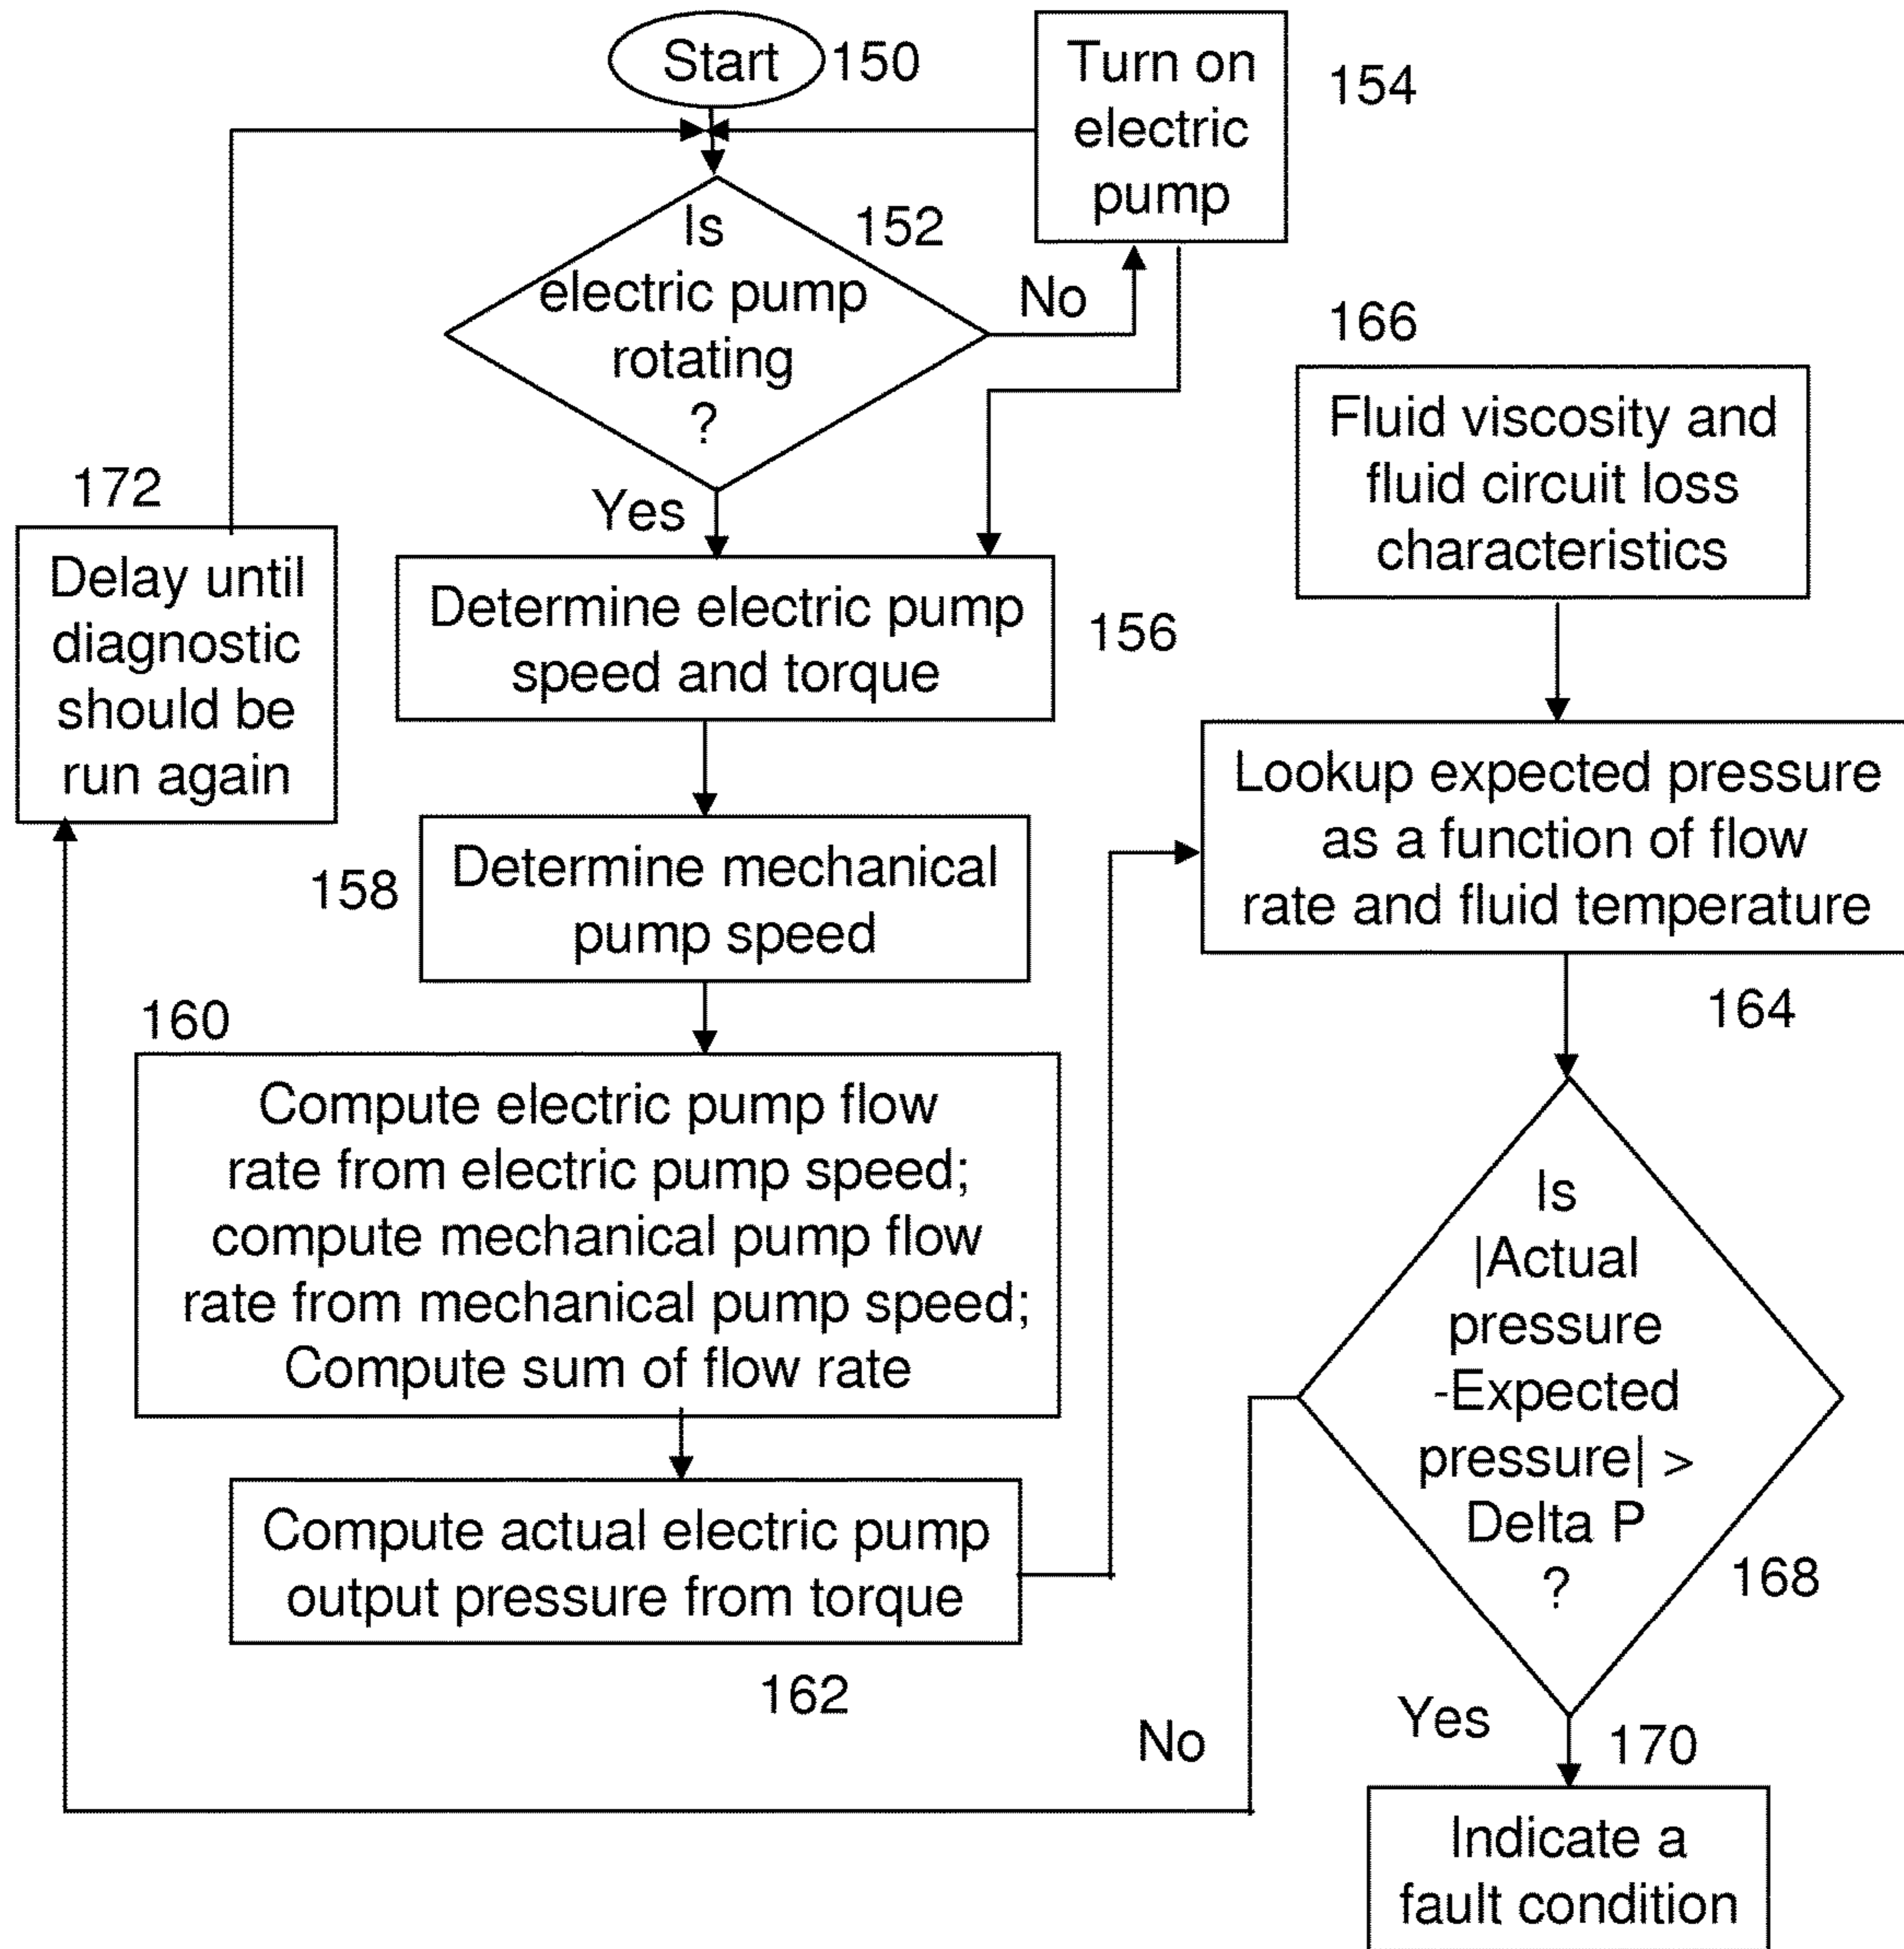 Start
150
Turn on
electric
pump
154
Is
electric pump
rotating
?
152
No
Yes
166
Fluid viscosity and
fluid circuit loss
characteristics
172
Delay until
diagnostic
should be
run again
Determine electric pump
speed and torque
156
Lookup expected pressure
as a function of flow
rate and fluid temperature
164
158
Determine mechanical
pump speed
160
Compute electric pump flow
rate from electric pump speed;
compute mechanical pump flow
rate from mechanical pump speed;
Compute sum of flow rate
Compute actual electric pump
output pressure from torque
162
Is
|Actual
pressure
-Expected
pressure| >
Delta P
?
168
No
Yes
170
Indicate a
fault condition